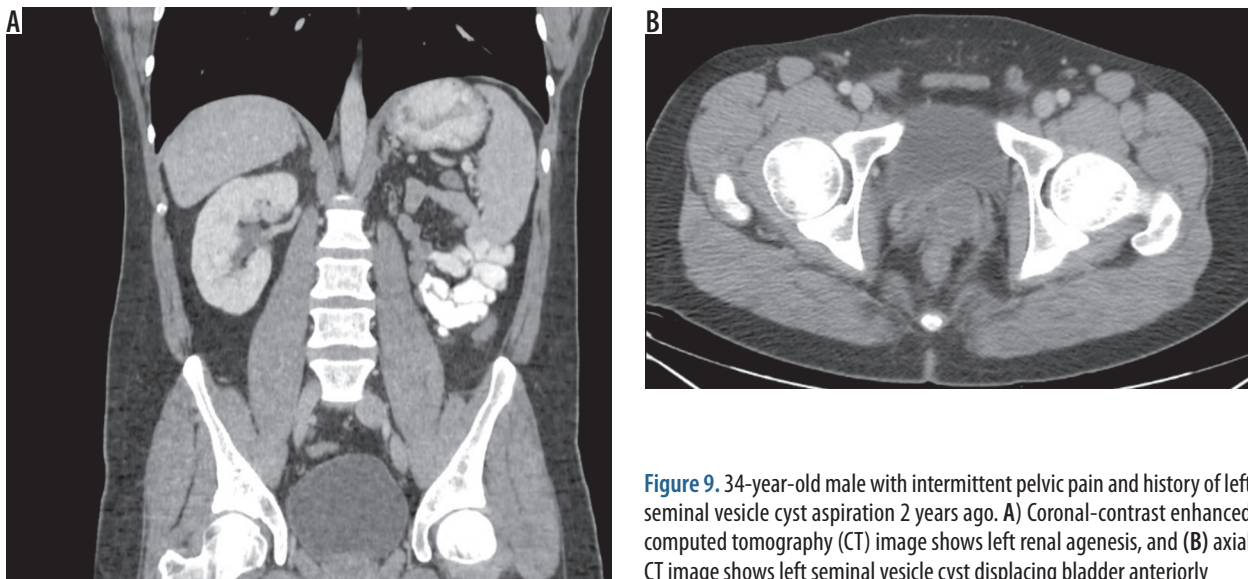 A
B
Figure 9. 34-year-old male with intermittent pelvic pain and history of left
seminal vesicle cyst aspiration 2 years ago. A) Coronal-contrast enhanced
computed tomography (CT) image shows left renal agenesis, and (B) axial
CT image shows left seminal vesicle cyst displacing bladder anteriorly